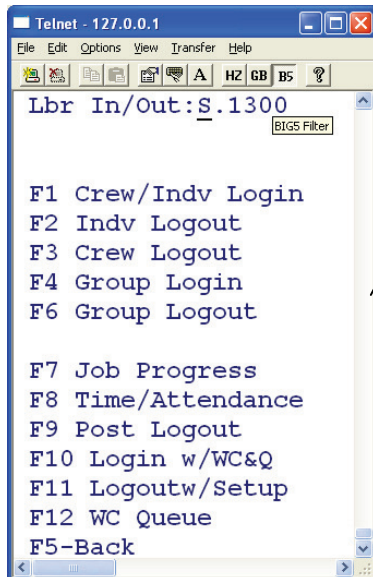 Telnet - 127.0.0.1
File Edit Options View Transfer Help
A HZ GB B5 ?
Lbr In/Out:S.1300
BIG5 Filter
F1 Crew/Indv Login
F2 Indv Logout
F3 Crew Logout
F4 Group Login
F6 Group Logout
F7 Job Progress
F8 Time/Attendance
F9 Post Logout
F10 Login w/WC&Q
F11 Logoutw/Setup
F12 WC Queue
F5-Back